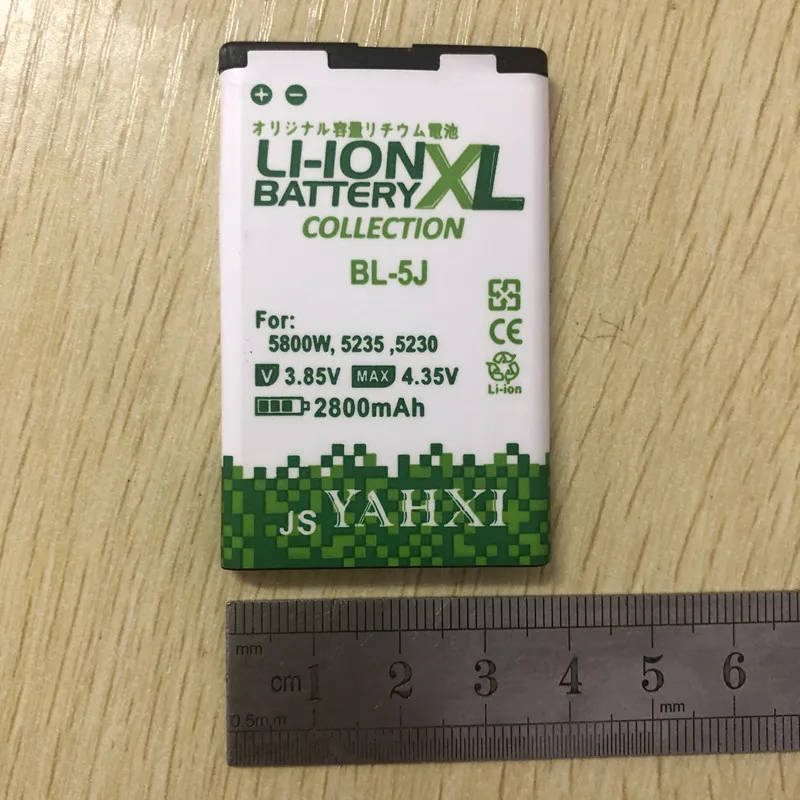 オリジナル容量リチウム電池
LI-ION XL
BATTERY
COLLECTION
BL-5J
For:
5800W, 5235 ,5230
CE
V 3.85V MAX 4.35V
Li-ion
2800mAh
JS YAHXI
mm
cm 1 2 3 4 5 6
mm
0.5m.m